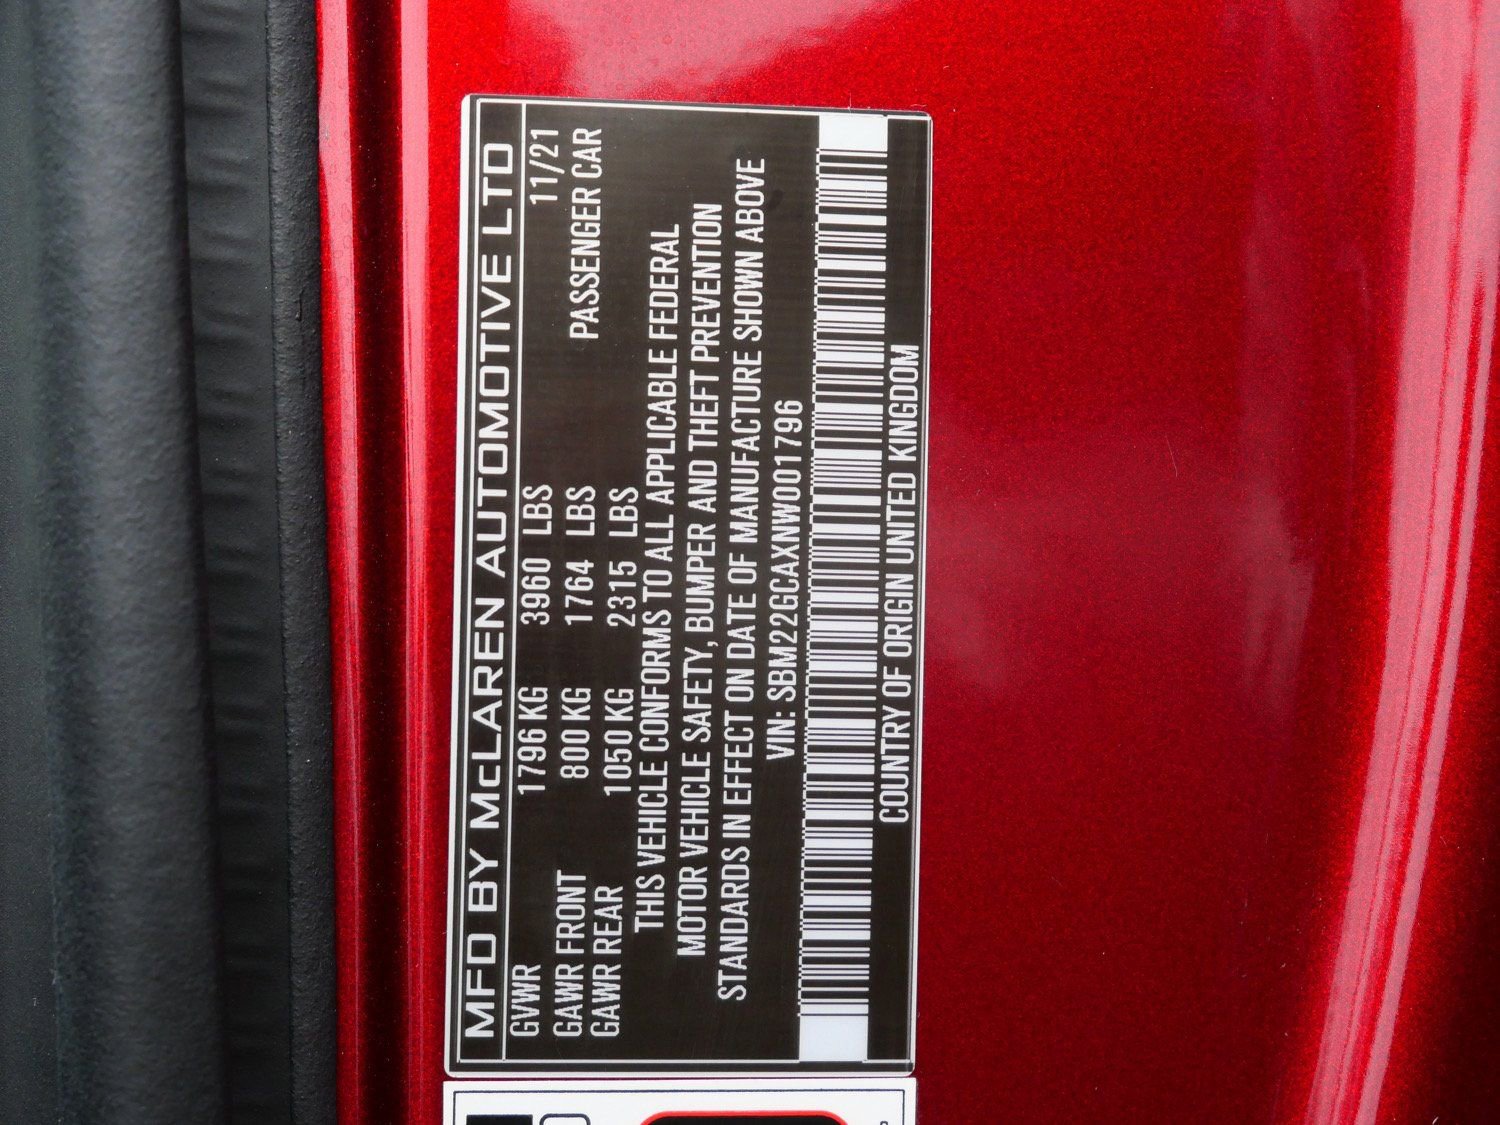 MFD BY McLAREN AUTOMOTIVE LTD
GVWR 1796 KG 3960 LBS 11/21
GAWR FRONT 800 KG 1764 LBS PASSENGER CAR
GAWR REAR 1050 KG 2315 LBS
THIS VEHICLE CONFORMS TO ALL APPLICABLE FEDERAL
MOTOR VEHICLE SAFETY, BUMPER AND THEFT PREVENTION
STANDARDS IN EFFECT ON DATE OF MANUFACTURE SHOWN ABOVE
VIN: SBM22GCAXNW001796
COUNTRY OF ORIGIN UNITED KINGDOM